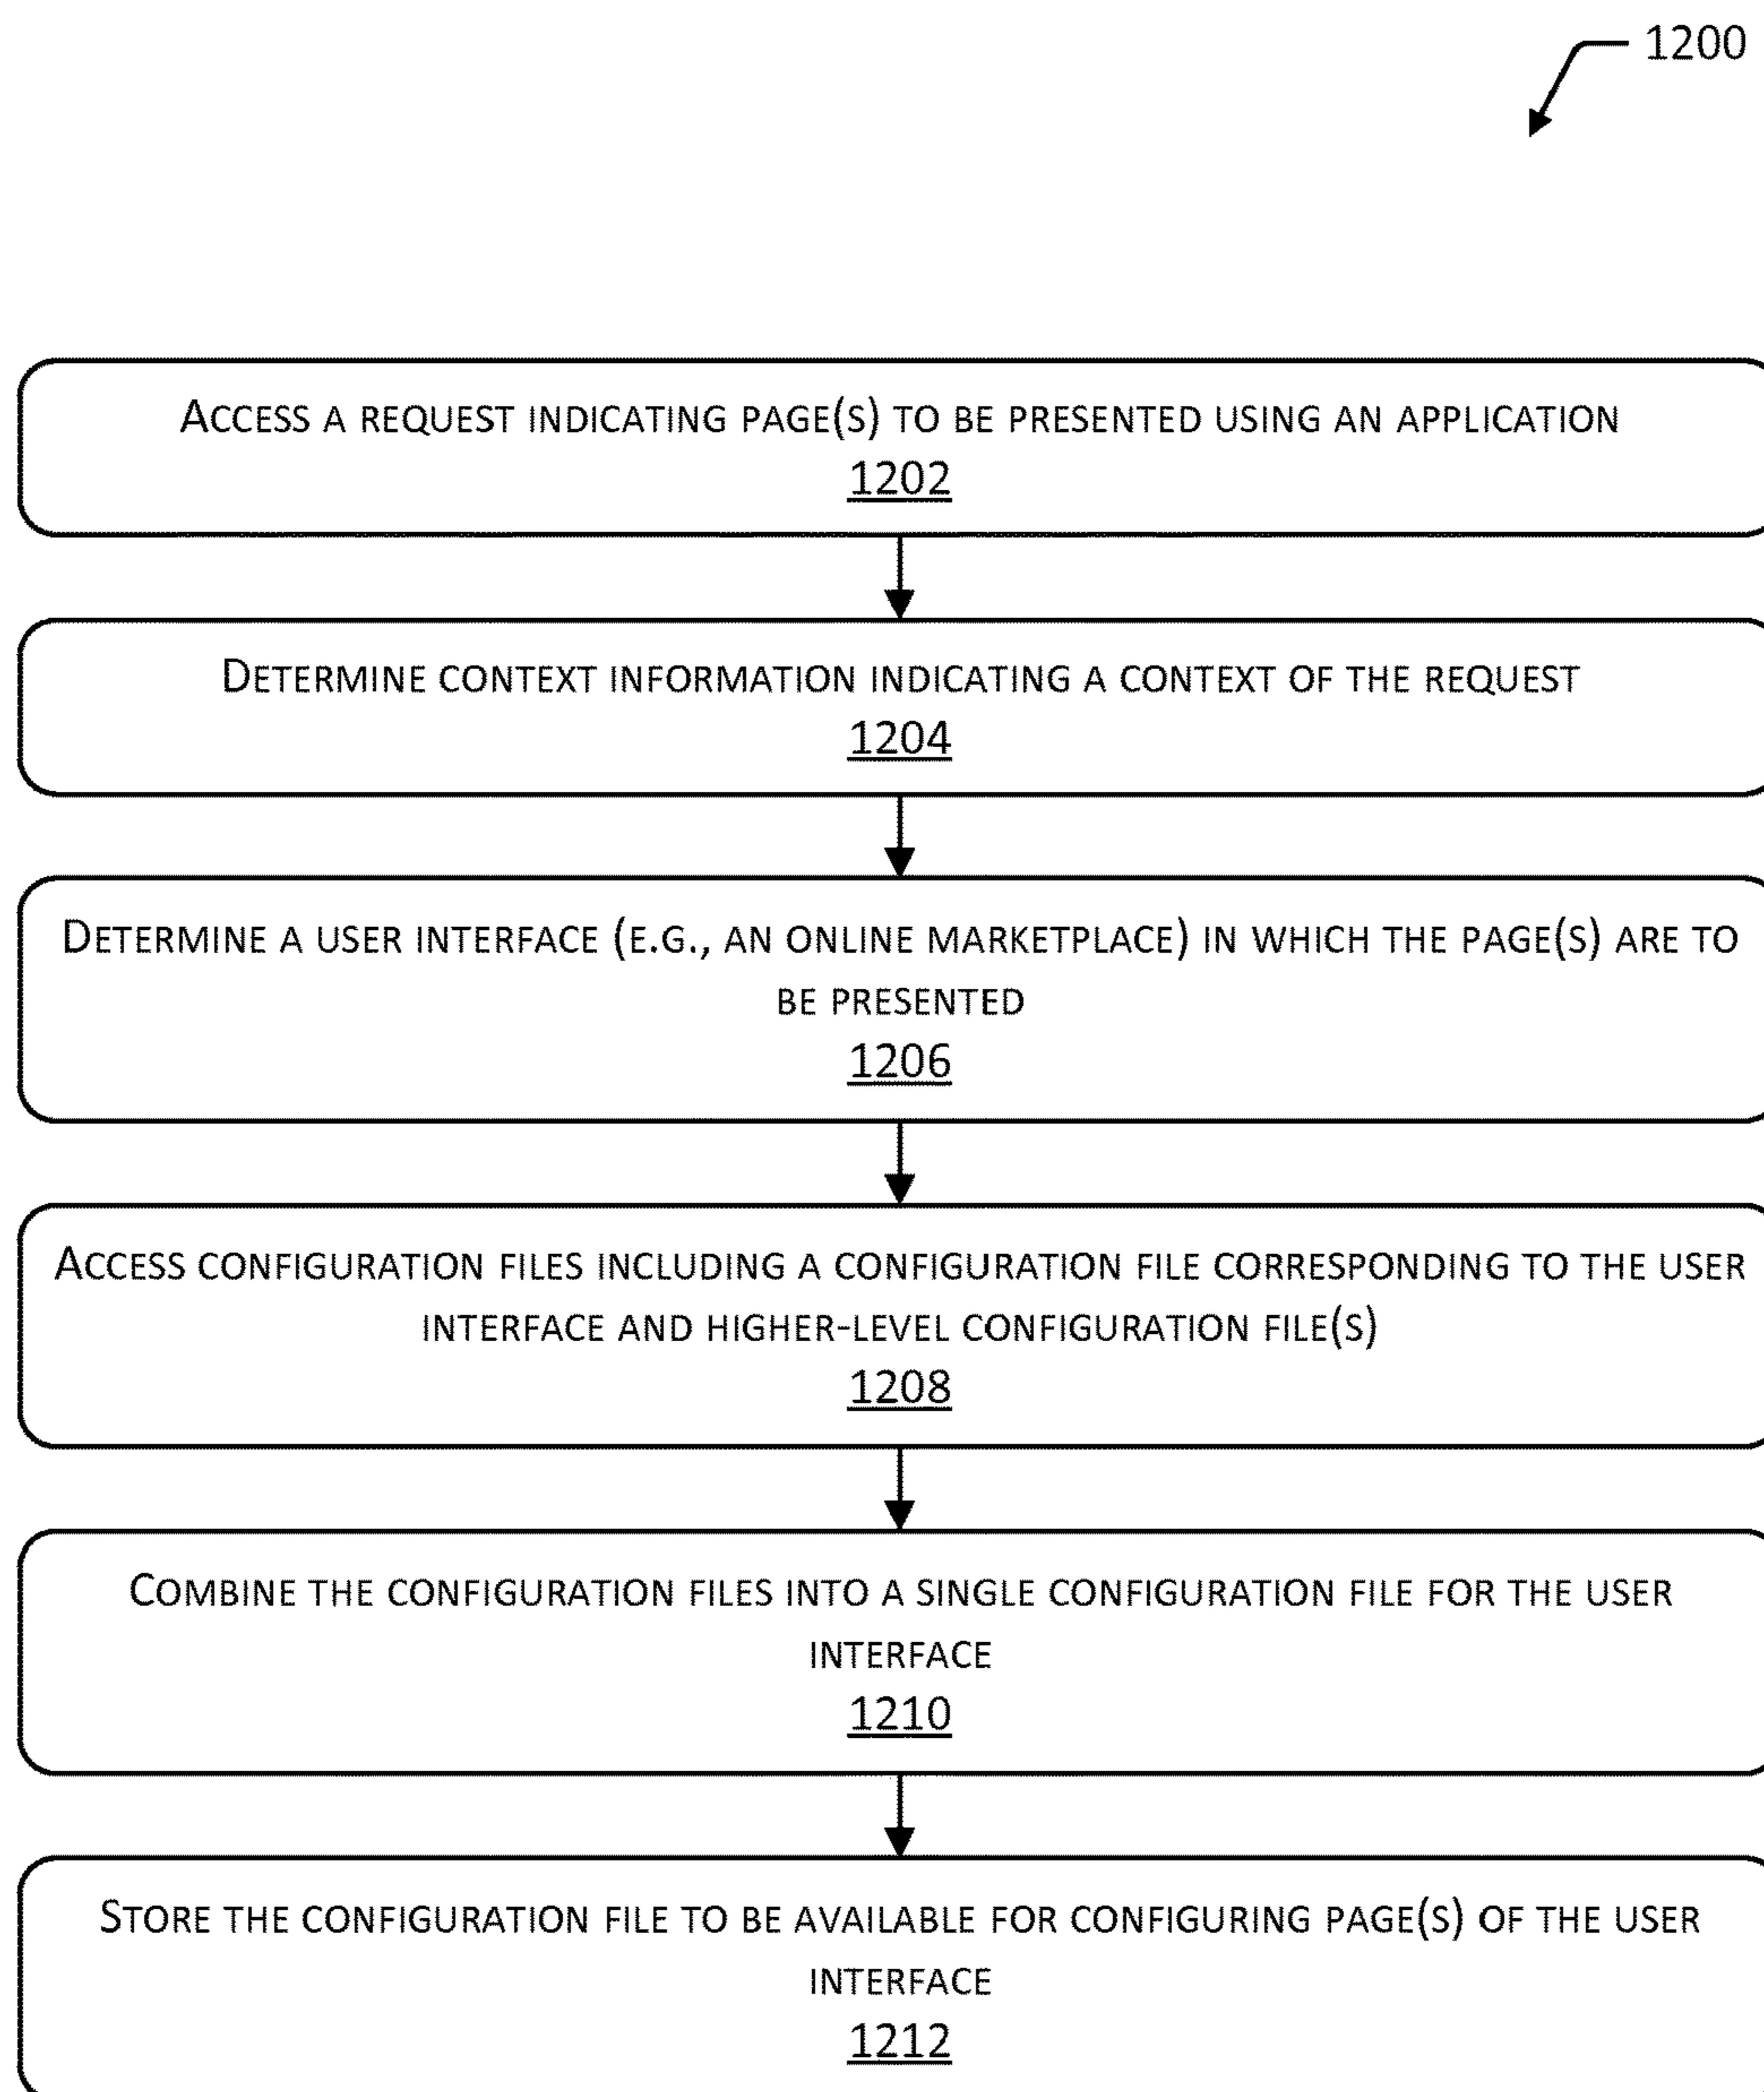 1200
ACCESS A REQUEST INDICATING PAGE(S) TO BE PRESENTED USING AN APPLICATION
1202
DETERMINE CONTEXT INFORMATION INDICATING A CONTEXT OF THE REQUEST
1204
DETERMINE A USER INTERFACE (E.G., AN ONLINE MARKETPLACE) IN WHICH THE PAGE(S) ARE TO
BE PRESENTED
1206
ACCESS CONFIGURATION FILES INCLUDING A CONFIGURATION FILE CORRESPONDING TO THE USER
INTERFACE AND HIGHER-LEVEL CONFIGURATION FILE(S)
1208
COMBINE THE CONFIGURATION FILES INTO A SINGLE CONFIGURATION FILE FOR THE USER
INTERFACE
1210
STORE THE CONFIGURATION FILE TO BE AVAILABLE FOR CONFIGURING PAGE(S) OF THE USER
INTERFACE
1212